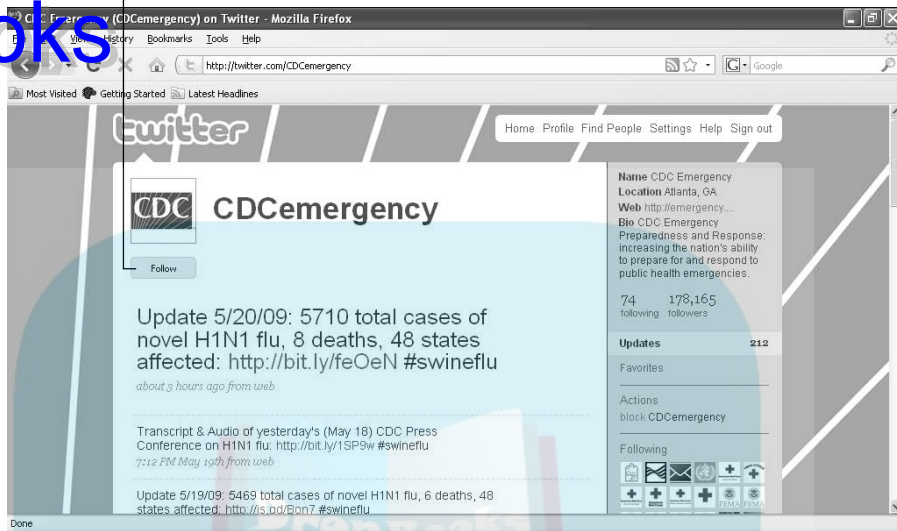 CDC Emergency (CDCemergency) on Twitter - Mozilla Firefox
oks
View History Bookmarks Tools Help
http://twitter.com/CDCemergency
G Google
Most Visited Getting Started Latest Headlines
twitter
Home Profile Find People Settings Help Sign out
CDC
CDCemergency
Follow
Update 5/20/09: 5710 total cases of
novel H1N1 flu, 8 deaths, 48 states
affected: http://bit.ly/feOeN #swineflu
about 3 hours ago from web
Transcript & Audio of yesterday's (May 18) CDC Press
Conference on H1N1 flu: http://bit.ly/1SP9w #swineflu
7:12 PM May 19th from web
Update 5/19/09: 5469 total cases of novel H1N1 flu, 6 deaths, 48
states affected: http://is.gd/Bon7 #swineflu
Name CDC Emergency
Location Atlanta, GA
Web http://emergency....
Bio CDC Emergency
Preparedness and Response:
increasing the nation's ability
to prepare for and respond to
public health emergencies.
74 178,165
following followers
Updates 212
Favorites
Actions
block CDCemergency
Following
FEMA FEMA
Done